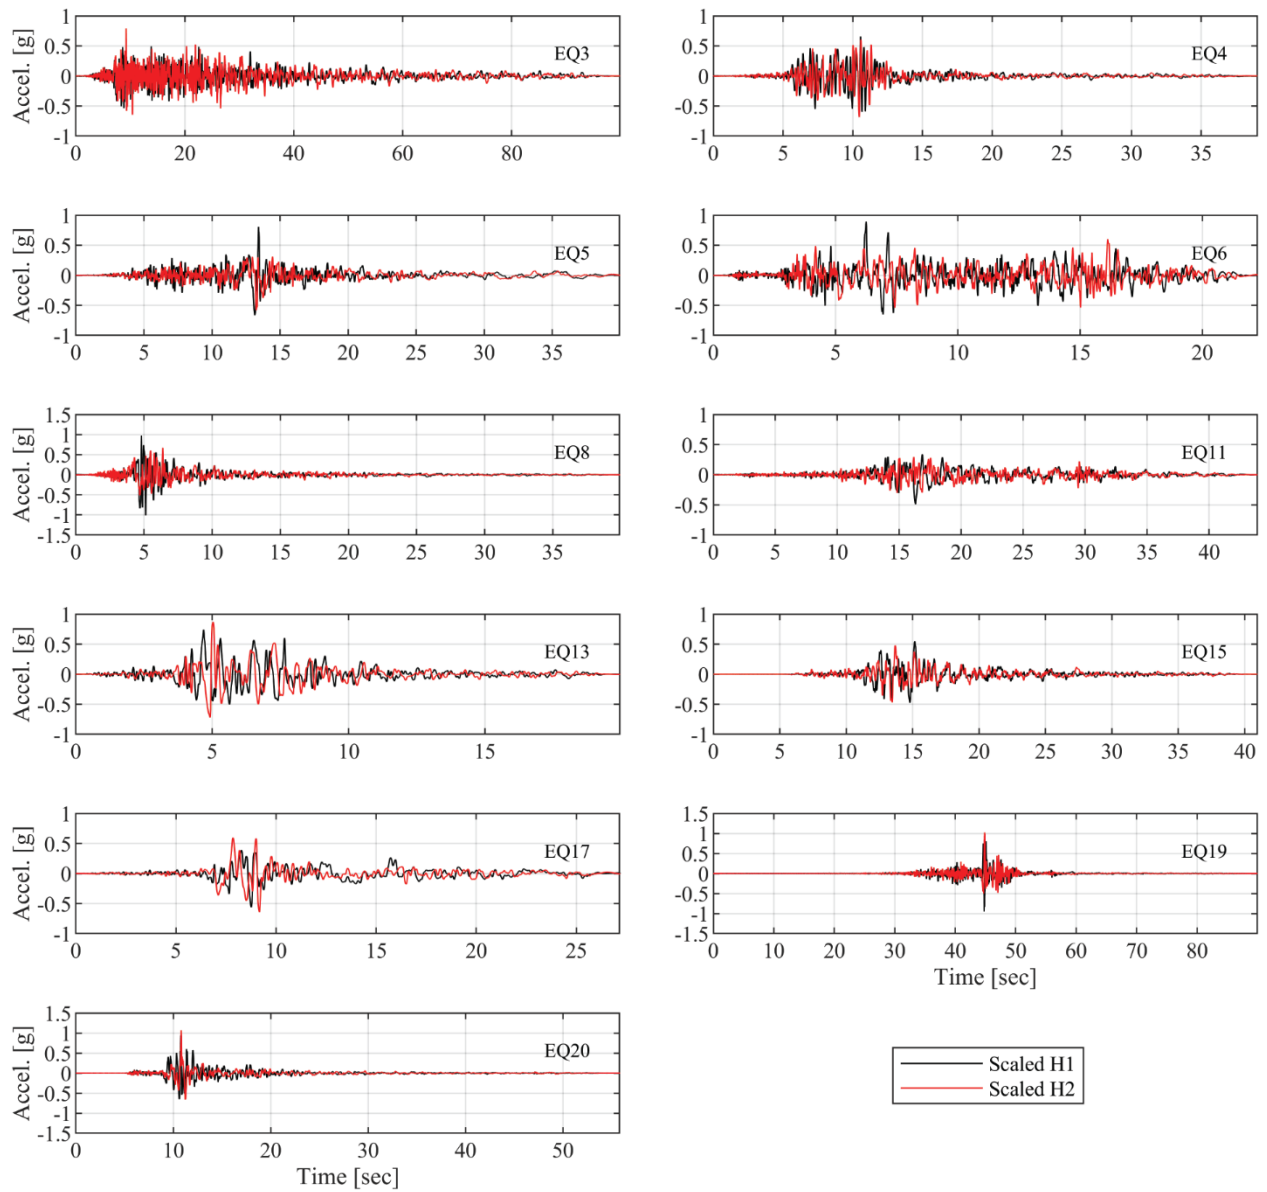 Accel. [g]
1
0.5
0
-0.5
-1
EQ3
0 20 40 60 80
1
0.5
0
-0.5
-1
EQ4
0 5 10 15 20 25 30 35
Accel. [g]
1
0.5
0
-0.5
-1
EQ5
0 5 10 15 20 25 30 35
1
0.5
0
-0.5
-1
EQ6
0 5 10 15 20
Accel. [g]
1.5
1
0.5
0
-0.5
-1
-1.5
EQ8
0 5 10 15 20 25 30 35
1
0.5
0
-0.5
-1
EQ11
0 5 10 15 20 25 30 35 40
Accel. [g]
1
0.5
0
-0.5
-1
EQ13
0 5 10 15
1
0.5
0
-0.5
-1
EQ15
0 5 10 15 20 25 30 35 40
Accel. [g]
1
0.5
0
-0.5
-1
EQ17
0 5 10 15 20 25
1.5
1
0.5
0
-0.5
-1
-1.5
EQ19
0 10 20 30 40 50 60 70 80
Time [sec]
Accel. [g]
1.5
1
0.5
0
-0.5
-1
-1.5
EQ20
0 10 20 30 40 50
Time [sec]
Scaled H1
Scaled H2